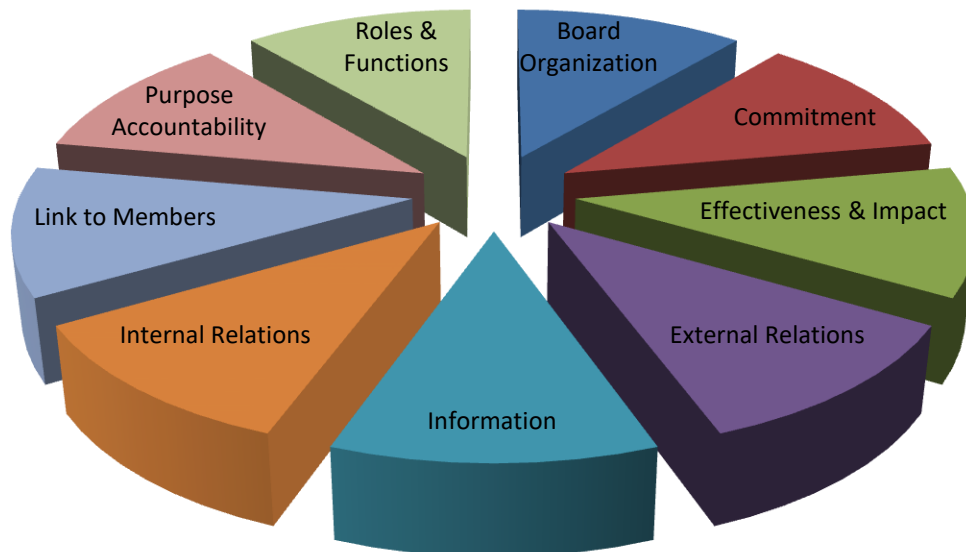 Roles &
Functions
Board
Organization
Purpose
Accountability
Commitment
Link to Members
Effectiveness & Impact
Internal Relations
External Relations
Information